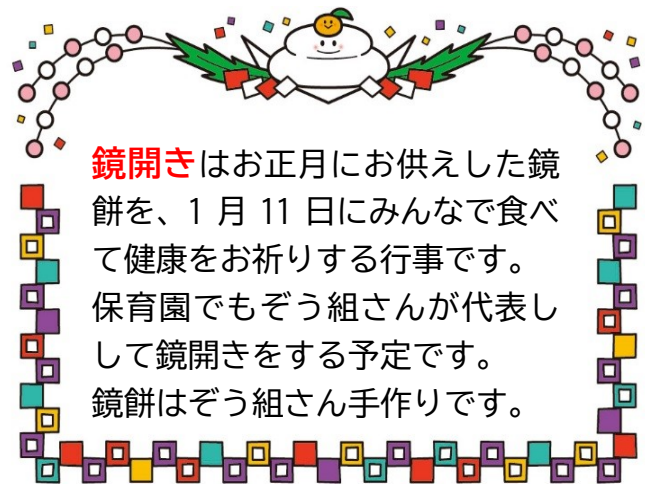 鏡開きはお正月にお供えした鏡
餅を、1 月 11 日にみんなで食べ
て健康をお祈りする行事です。
保育園でもぞう組さんが代表し
して鏡開きをする予定です。
鏡餅はぞう組さん手作りです。